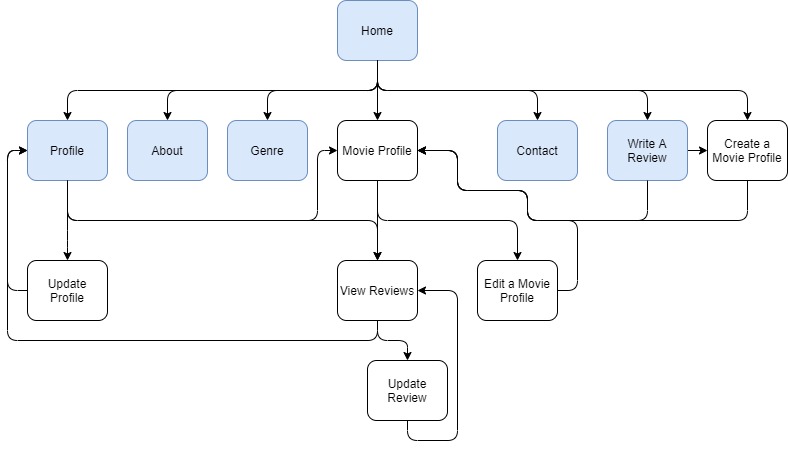 Home
Profile
About
Genre
Movie Profile
Contact
Write A
Review
Create a
Movie Profile
Update
Profile
View Reviews
Edit a Movie
Profile
Update
Review